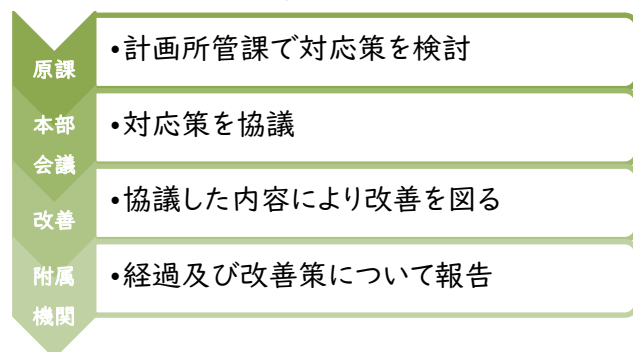 原課
•計画所管課で対応策を検討
本部
会議
•対応策を協議
改善
•協議した内容により改善を図る
附属
機関
•経過及び改善策について報告